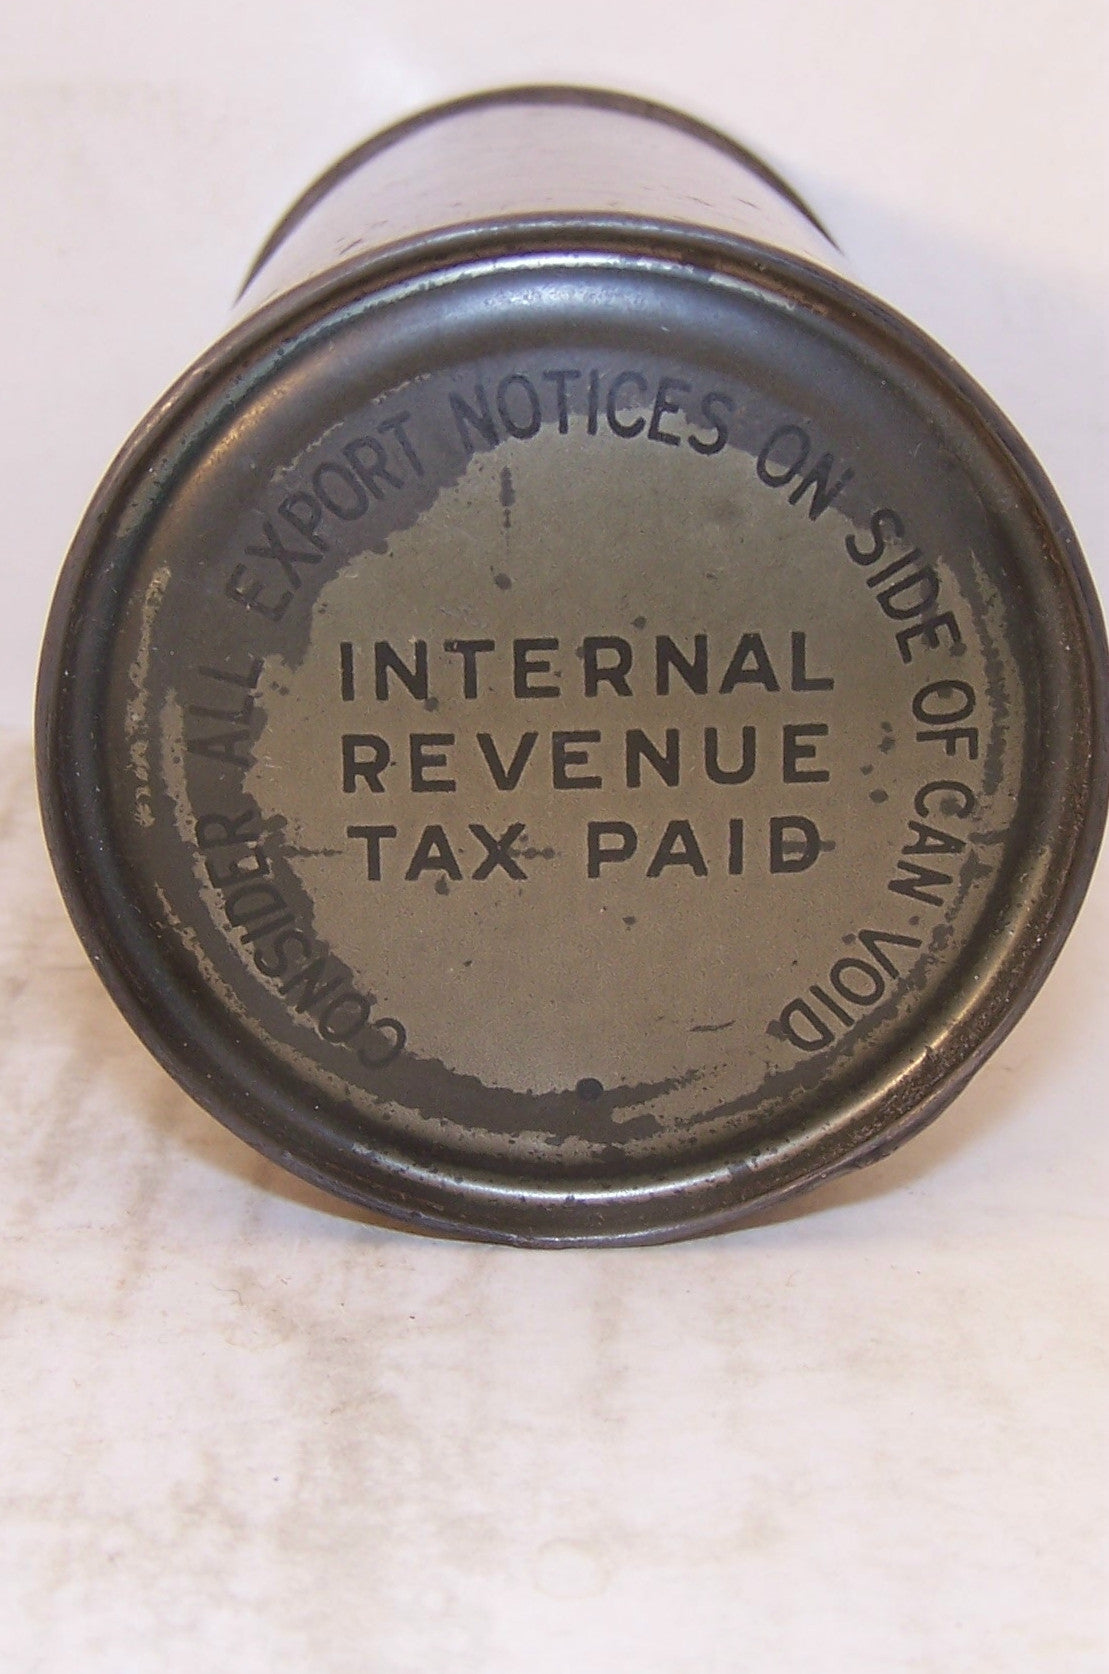 CONSIDER ALL EXPORT NOTICES ON SIDE OF CAN VOID
INTERNAL
REVENUE
TAX PAID